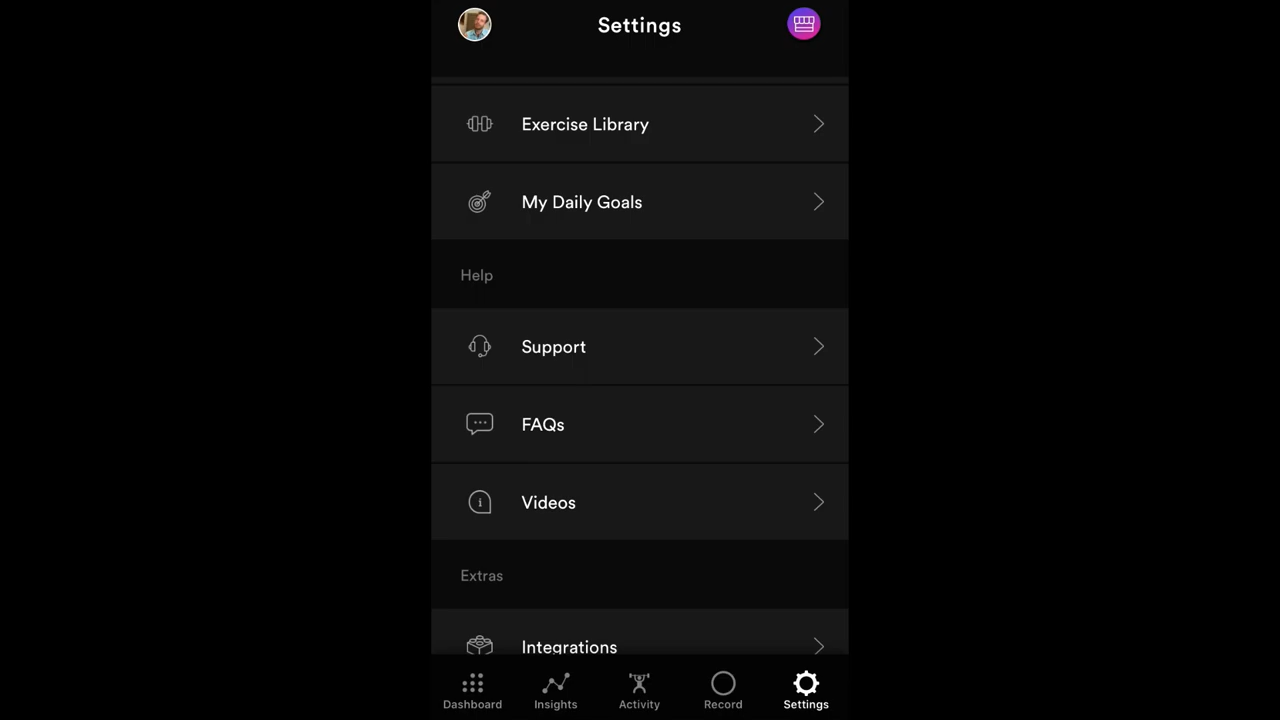 Settings
Exercise Library
My Daily Goals
Help
Support
FAQs
Videos
Extras
Integrations
Dashboard
Insights
Activity
Record
Settings